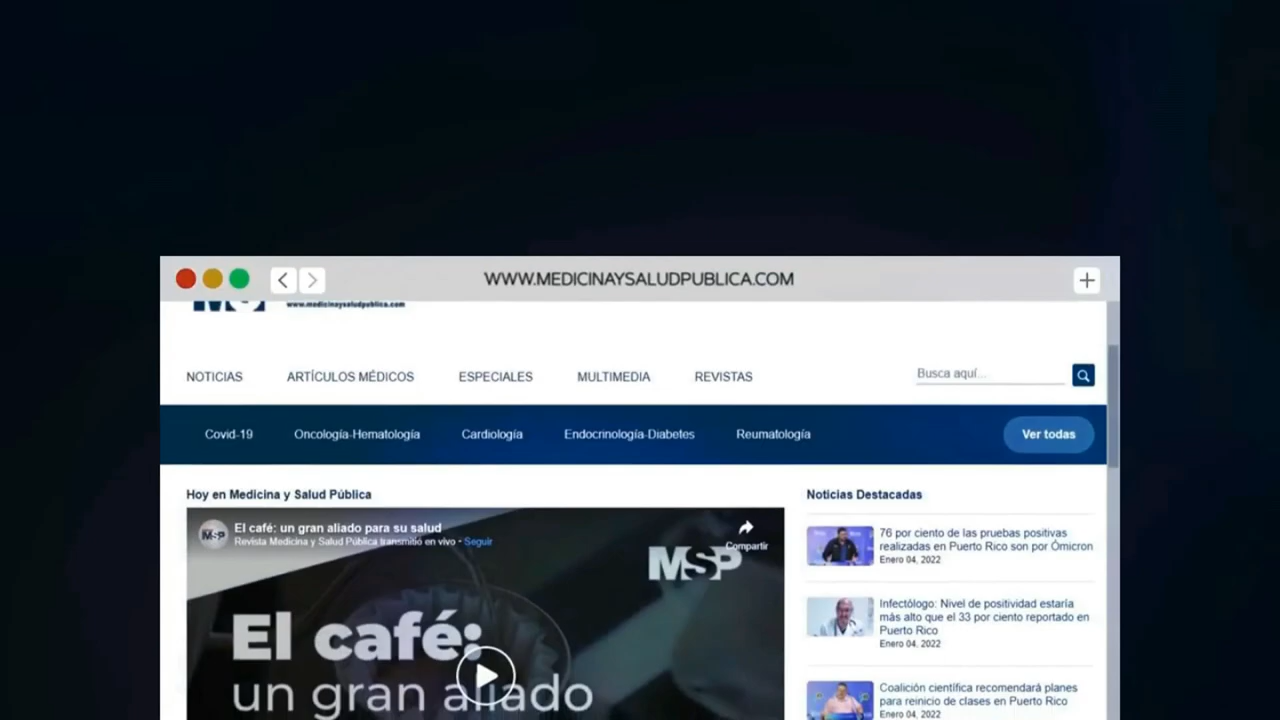 WWW.MEDICINAYSALUDPUBLICA.COM
www.medicinaysaludpublica.com
NOTICIAS
ARTÍCULOS MÉDICOS
ESPECIALES
MULTIMEDIA
REVISTAS
Busca aquí...
Covid-19
Oncología-Hematología
Cardiología
Endocrinología-Diabetes
Reumatología
Ver todas
Hoy en Medicina y Salud Pública
MSP
El café: un gran aliado para su salud
Revista Medicina y Salud Pública transmitió en vivo • Seguir
Compartir
MSP
El café:
un gran aliado
Noticias Destacadas
76 por ciento de las pruebas positivas
realizadas en Puerto Rico son por Ómicron
Enero 04, 2022
Infectólogo: Nivel de positividad estaría
más alto que el 33 por ciento reportado en
Puerto Rico
Enero 04, 2022
Coalición científica recomendará planes
para reinicio de clases en Puerto Rico
Enero 04, 2022